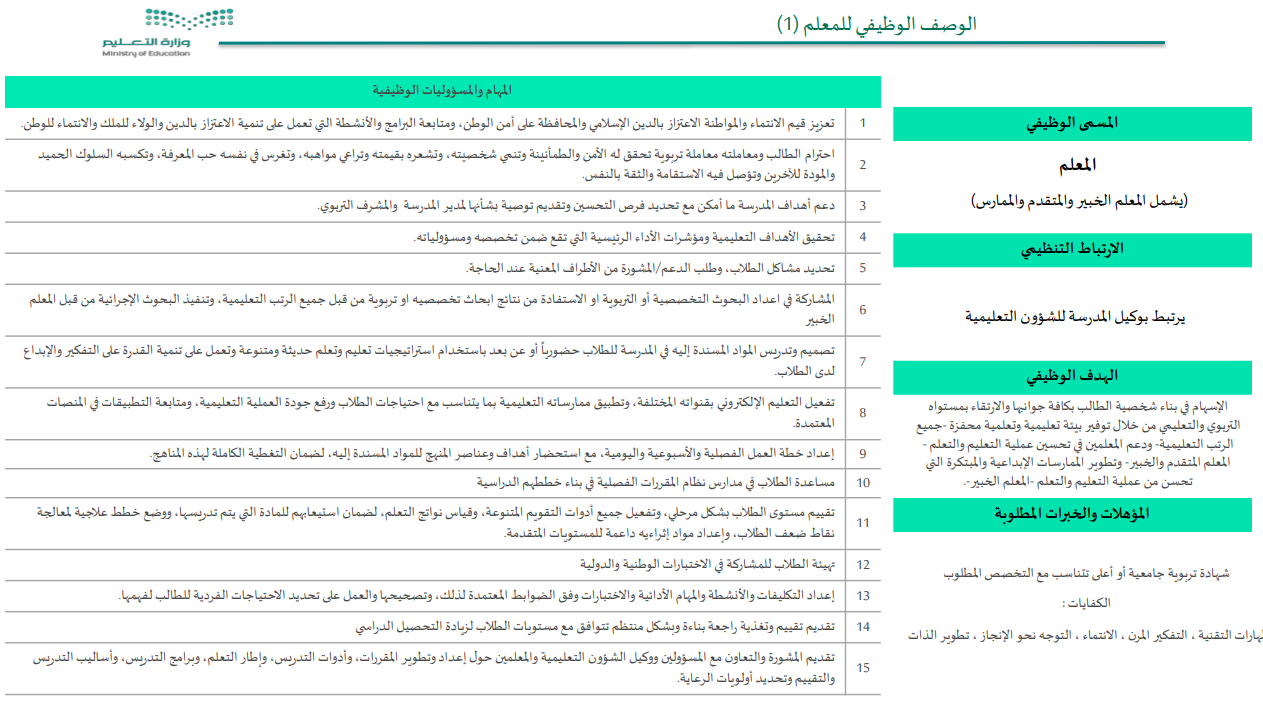 الوصف الوظيفي للمعلم (1)
وزارة التعـــليم
Ministry of Education
المسمى الوظيفي
المعلم
(يشمل المعلم الخبير والمتقدم والممارس)
الارتباط التنظيمي
يرتبط بوكيل المدرسة للشؤون التعليمية
الهدف الوظيفي
الإسهام في بناء شخصية الطالب بكافة جوانبها والارتقاء بمستواه
التربوي والتعليمي من خلال توفير بيئة تعليمية وتعلمية محفزة -جميع
الرتب التعليمية- ودعم المعلمين في تحسين عملية التعليم والتعلم -
المعلم المتقدم والخبير- وتطوير الممارسات الإبداعية والمبتكرة التي
تحسن من عملية التعليم والتعلم -المعلم الخبير-.
المؤهلات والخبرات المطلوبة
شهادة تربوية جامعية أو أعلى تتناسب مع التخصص المطلوب
الكفايات :
هارات التقنية ، التفكير المرن ، الانتماء ، التوجه نحو الإنجاز ، تطوير الذات
المهام والمسؤوليات الوظيفية
1 تعزيز قيم الانتماء والمواطنة الاعتزاز بالدين الإسلامي والمحافظة على أمن الوطن، ومتابعة البرامج والأنشطة التي تعمل على تنمية الاعتزاز بالدين والولاء للملك والانتماء للوطن.
2 احترام الطالب ومعاملته معاملة تربوية تحقق له الأمن والطمأنينة وتنمي شخصيته، وتشعره بقيمته وتراعي مواهبه، وتغرس في نفسه حب المعرفة، وتكسبه السلوك الحميد
والمودة للآخرين وتؤصل فيه الاستقامة والثقة بالنفس.
3 دعم أهداف المدرسة ما أمكن مع تحديد فرص التحسين وتقديم توصية بشأنها لمدير المدرسة والمشرف التربوي.
4 تحقيق الأهداف التعليمية ومؤشرات الأداء الرئيسية التي تقع ضمن تخصصه ومسؤولياته.
5 تحديد مشاكل الطلاب، وطلب الدعم/المشورة من الأطراف المعنية عند الحاجة.
6 المشاركة في اعداد البحوث التخصصية أو التربوية او الاستفادة من نتائج ابحاث تخصصيه او تربوية من قبل جميع الرتب التعليمية، وتنفيذ البحوث الإجرائية من قبل المعلم
الخبير
7 تصميم وتدريس المواد المسندة إليه في المدرسة للطلاب حضورياً أو عن بعد باستخدام استراتيجيات تعليم وتعلم حديثة ومتنوعة وتعمل على تنمية القدرة على التفكير والإبداع
لدى الطلاب.
8 تفعيل التعليم الإلكتروني بقنواته المختلفة، وتطبيق ممارساته التعليمية بما يتناسب مع احتياجات الطلاب ورفع جودة العملية التعليمية، ومتابعة التطبيقات في المنصات
المعتمدة.
9 إعداد خطة العمل الفصلية والأسبوعية واليومية، مع استحضار أهداف وعناصر المنهج للمواد المسندة إليه، لضمان التغطية الكاملة لهذه المناهج.
10 مساعدة الطلاب في مدارس نظام المقررات الفصلية في بناء خططهم الدراسية
11 تقييم مستوى الطلاب بشكل مرحلي، وتفعيل جميع أدوات التقويم المتنوعة، وقياس نواتج التعلم، لضمان استيعابهم للمادة التي يتم تدريسها، ووضع خطط علاجية لمعالجة
نقاط ضعف الطلاب، وإعداد مواد إثراءيه داعمة للمستويات المتقدمة.
12 تهيئة الطلاب للمشاركة في الاختبارات الوطنية والدولية
13 إعداد التكليفات والأنشطة والمهام الأدائية والاختبارات وفق الضوابط المعتمدة لذلك، وتصحيحها والعمل على تحديد الاحتياجات الفردية للطالب لفهمها.
14 تقديم تقييم وتغذية راجعة بناءة وبشكل منتظم تتوافق مع مستويات الطلاب لزيادة التحصيل الدراسي
15 تقديم المشورة والتعاون مع المسؤولين ووكيل الشؤون التعليمية والمعلمين حول إعداد وتطوير المقررات، وأدوات التدريس، وإطار التعلم، وبرامج التدريس، وأساليب التدريس
والتقييم وتحديد أولويات الرعاية.